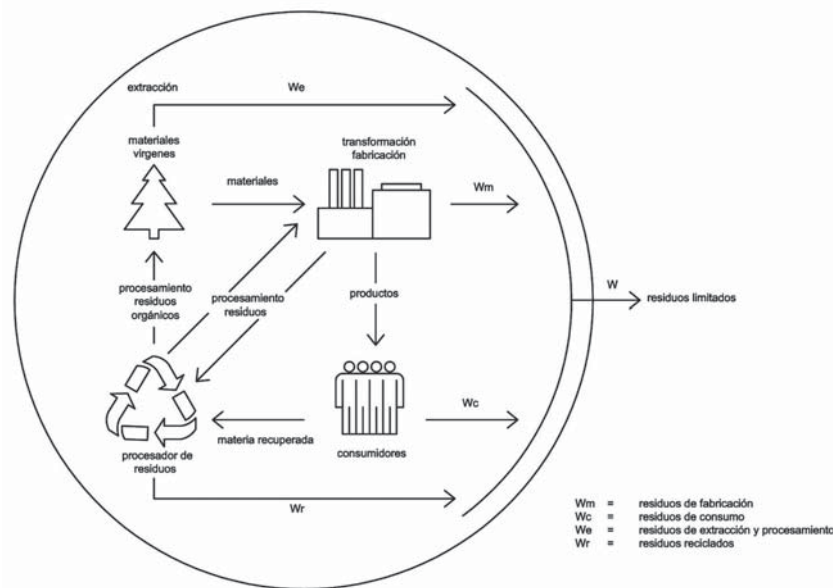 extracción
We
materiales
vírgenes
transformación
fabricación
materiales
Wm
procesamiento
residuos
orgánicos
procesamiento
residuos
productos
W
residuos limitados
Wc
materia recuperada
consumidores
procesador de
residuos
Wr
Wm = residuos de fabricación
Wc = residuos de consumo
We = residuos de extracción y procesamiento
Wr = residuos reciclados